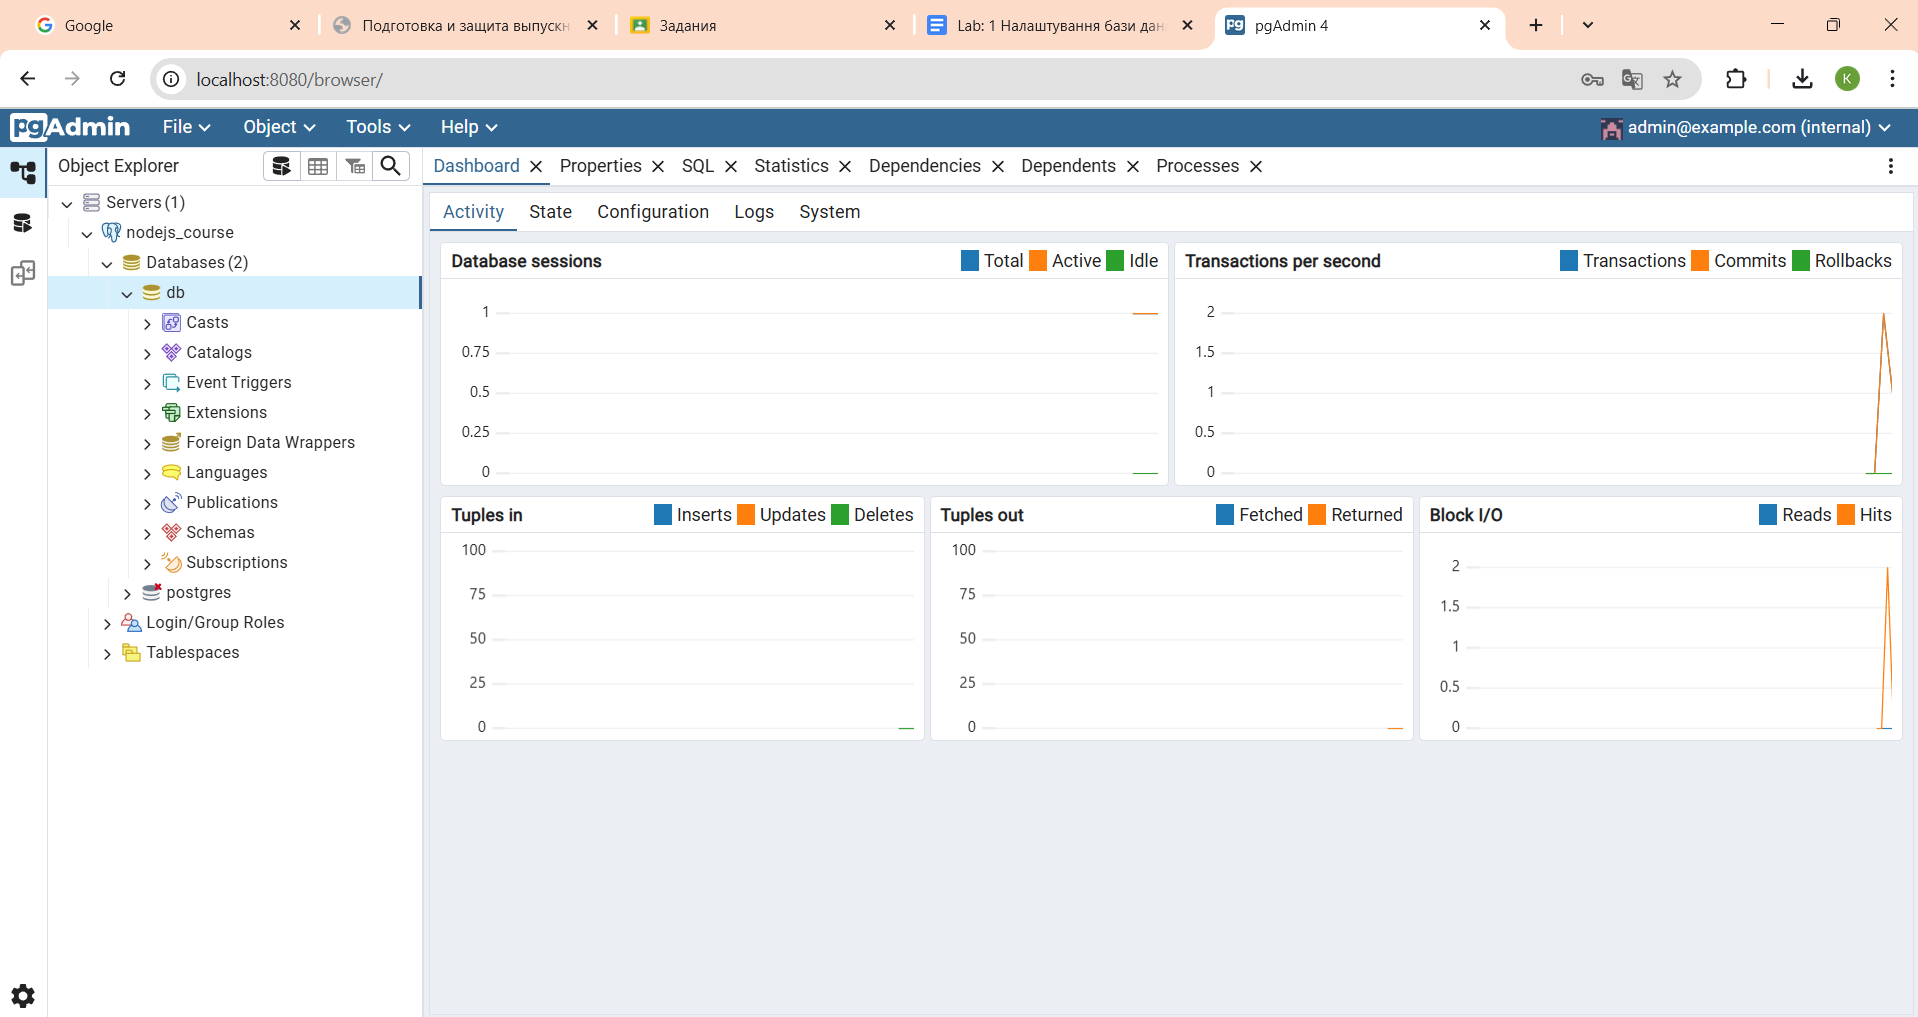 Google
Подготовка и защита выпускн
Задания
Lab: 1 Налаштування бази дан
pgAdmin 4
localhost:8080/browser/
K
pgAdmin File Object Tools Help admin@example.com (internal)
Object Explorer
Dashboard Properties SQL Statistics Dependencies Dependents Processes
Servers (1)
nodejs_course
Databases (2)
db
Casts
Catalogs
Event Triggers
Extensions
Foreign Data Wrappers
Languages
Publications
Schemas
Subscriptions
postgres
Login/Group Roles
Tablespaces
Activity State Configuration Logs System
Database sessions Total Active Idle
1
0.75
0.5
0.25
0
Transactions per second Transactions Commits Rollbacks
2
1.5
1
0.5
0
Tuples in Inserts Updates Deletes
100
75
50
25
0
Tuples out Fetched Returned
100
75
50
25
0
Block I/O Reads Hits
2
1.5
1
0.5
0